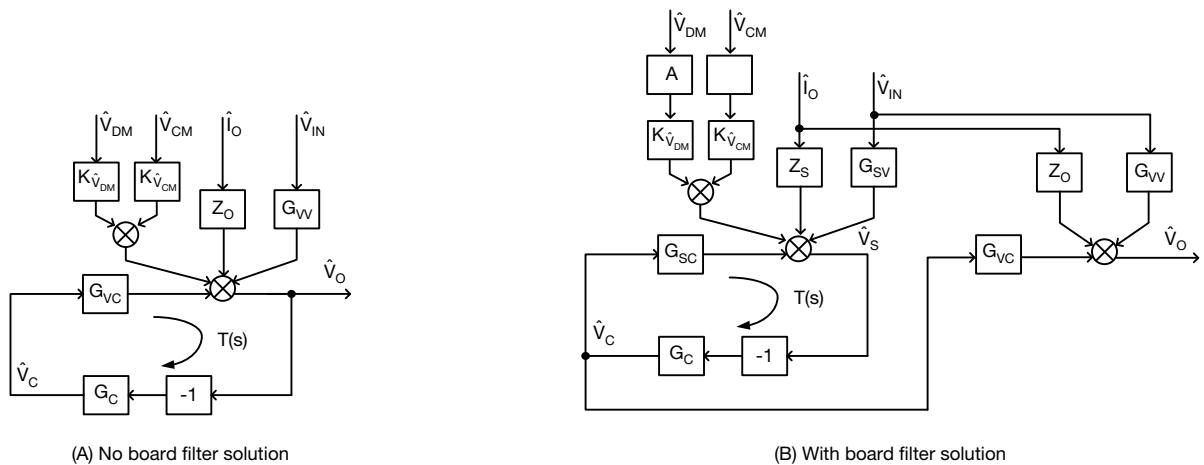 V̂DM V̂CM ÎO V̂IN
KV̂DM KV̂CM ZO GVV
V̂O
GVC
T(s)
V̂C
GC -1
(A) No board filter solution
V̂DM V̂CM
A
ÎO V̂IN
KV̂DM KV̂CM ZS GSV ZO GVV
V̂S V̂O
GSC GVC
T(s)
V̂C
GC -1
(B) With board filter solution